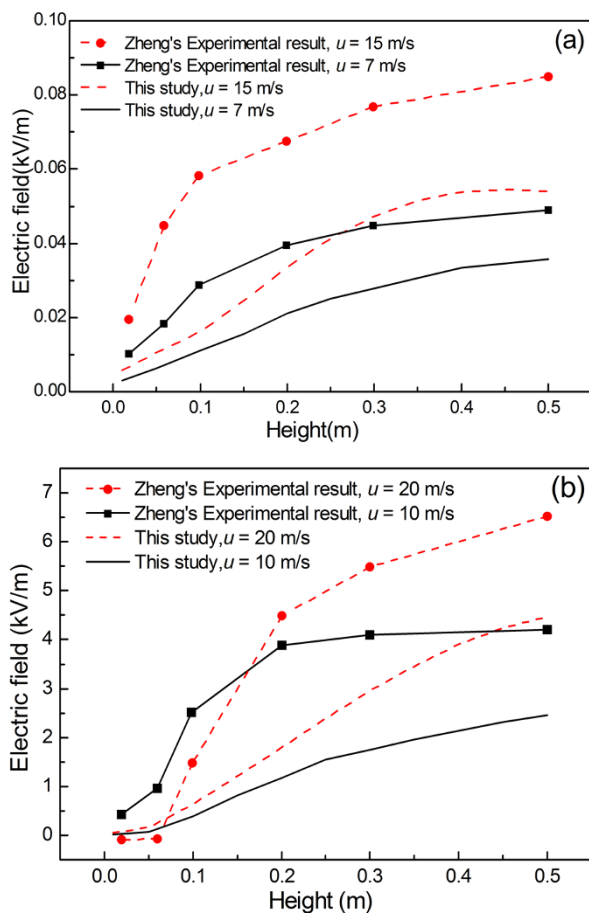 (a)
Zheng's Experimental result, u = 15 m/s
Zheng's Experimental result, u = 7 m/s
This study,u = 15 m/s
This study,u = 7 m/s
Electric field(kV/m)
0.10
0.08
0.06
0.04
0.02
0.00
0.0 0.1 0.2 0.3 0.4 0.5
Height(m)
(b)
Zheng's Experimental result, u = 20 m/s
Zheng's Experimental result, u = 10 m/s
This study,u = 20 m/s
This study,u = 10 m/s
Electric field (kV/m)
7
6
5
4
3
2
1
0
0.0 0.1 0.2 0.3 0.4 0.5
Height (m)